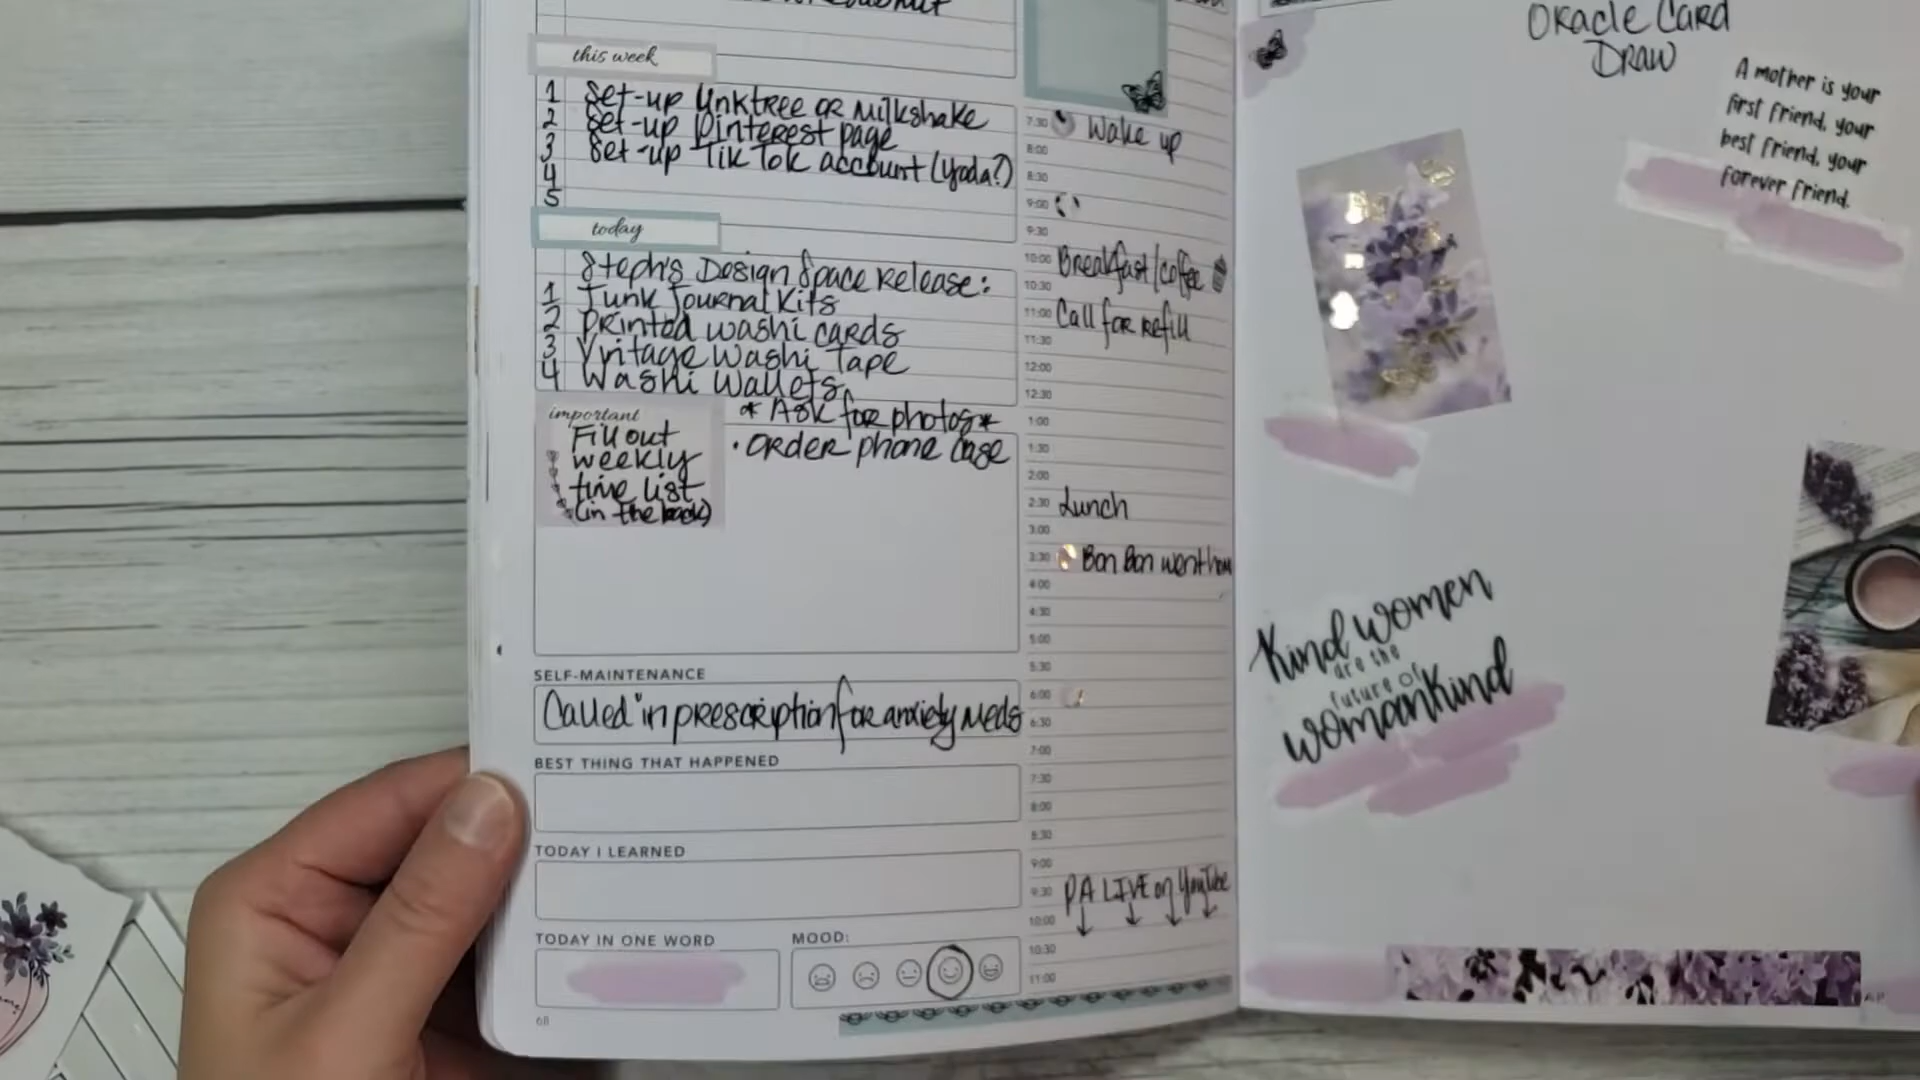 this week
1 Set-up Linktree or Milkshake
2 Set-up Pinterest page
3 Set-up TikTok account (Yoda?)
4
5
today
Steph's Design Space Release:
1 Junk Journal Kits
2 Printed washi cards
3 Vintage Washi Tape
4 Washi Wallets
* Ask for photos *
important
Fill out
weekly
time list
(in the back)
· Order phone case
SELF-MAINTENANCE
Called in prescription for anxiety meds
BEST THING THAT HAPPENED
TODAY I LEARNED
TODAY IN ONE WORD
MOOD:
68
7:30 Wake up
8:00
8:30
9:00
9:30
10:00 Breakfast/coffee
10:30
11:00 Call for refill
11:30
12:00
12:30
1:00
1:30
2:00
2:30 Lunch
3:00
3:30 Bon Bon went
4:00
4:30
5:00
5:30
6:00
6:30
7:00
7:30
8:00
8:30
9:00
9:30 PA LIVE on YouTube
10:00
10:30
11:00
Oracle Card
Draw
A mother is your
first friend, your
best friend, your
forever friend.
Kind women
are the
future of
womankind